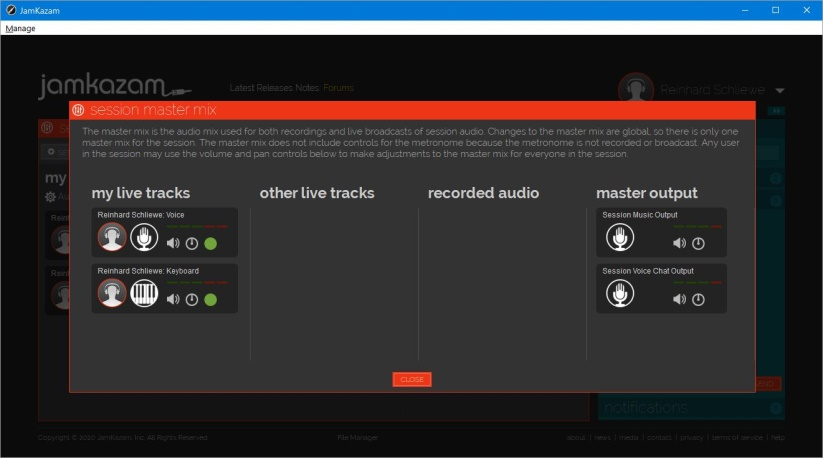 JamKazam
Manage
jamkazam
Latest Releases Notes: Forums
Reinhard Schliewe
session master mix
The master mix is the audio mix used for both recordings and live broadcasts of session audio. Changes to the master mix are global, so there is only one
master mix for the session. The master mix does not include controls for the metronome because the metronome is not recorded or broadcast. Any user
in the session may use the volume and pan controls below to make adjustments to the master mix for everyone in the session.
my live tracks
other live tracks
recorded audio
master output
Reinhard Schliewe: Voice
Session Music Output
Reinhard Schliewe: Keyboard
Session Voice Chat Output
CLOSE
notifications
Copyright © 2020 JamKazam, Inc. All Rights Reserved
File Manager
about | news | media | contact | privacy | terms of service | help